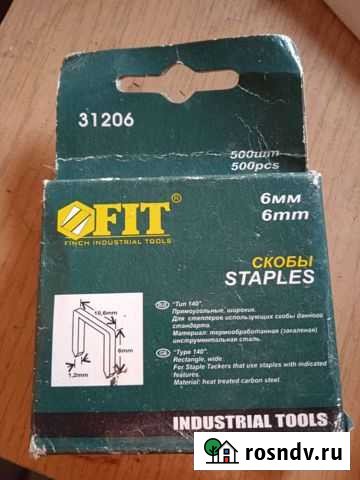 31206
500шт
500pcs
6мм
6mm
FIT®
FINCH INDUSTRIAL TOOLS
СКОБЫ
STAPLES
10,6mm
6mm
1,2mm
"Тип 140".
Прямоугольные, широкие.
Для степлеров использующих скобы данного
стандарта.
Материал: термообработанная (закаленая)
инструментальная сталь.
"Type 140".
Rectangle, wide.
For Staple Tackers that use staples with indicated
features.
Material: heat treated carbon steel.
INDUSTRIAL TOOLS
rosndv.ru